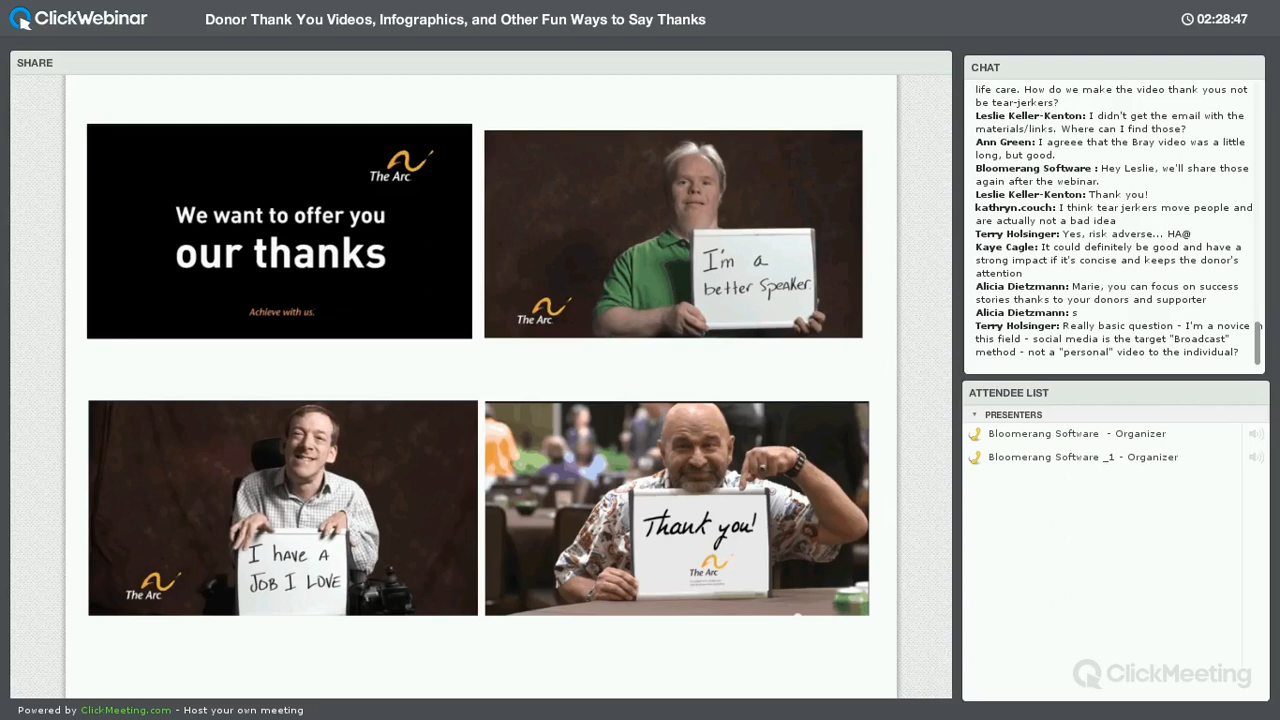 ClickWebinar
Donor Thank You Videos, Infographics, and Other Fun Ways to Say Thanks
02:28:47
SHARE
The Arc
We want to offer you
our thanks
Achieve with us.
I'm a
better Speaker.
The Arc
I have a
JOB I LOVE
The Arc
Thank you!
The Arc
CHAT
life care. How do we make the video thank yous not
be tear-jerkers?
Leslie Keller-Kenton: I didn't get the email with the
materials/links. Where can I find those?
Ann Green: I agreee that the Bray video was a little
long, but good.
Bloomerang Software : Hey Leslie, we'll share those
again after the webinar.
Leslie Keller-Kenton: Thank you!
kathryn.couch: I think tear jerkers move people and
are actually not a bad idea
Terry Holsinger: Yes, risk adverse... HA@
Kaye Cagle: It could definitely be good and have a
strong impact if it's concise and keeps the donor's
attention
Alicia Dietzmann: Marie, you can focus on success
stories thanks to your donors and supporter
Alicia Dietzmann: s
Terry Holsinger: Really basic question - I'm a novice in
this field - social media is the target "Broadcast"
method - not a "personal" video to the individual?
ATTENDEE LIST
PRESENTERS
Bloomerang Software - Organizer
Bloomerang Software _1 - Organizer
ClickMeeting
Powered by ClickMeeting.com - Host your own meeting